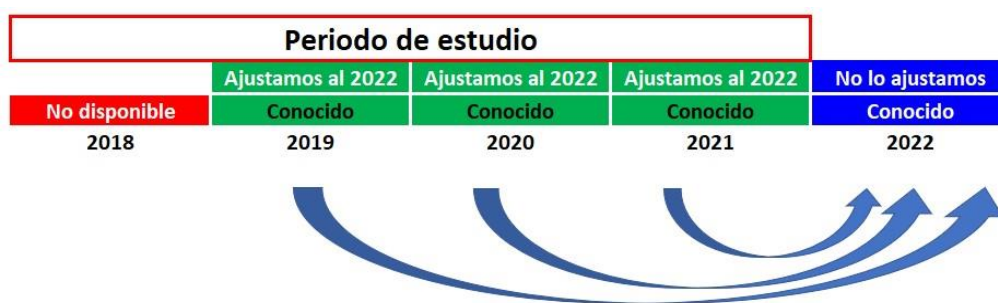 Periodo de estudio
Ajustamos al 2022 Ajustamos al 2022 Ajustamos al 2022 No lo ajustamos
No disponible Conocido Conocido Conocido Conocido
2018 2019 2020 2021 2022